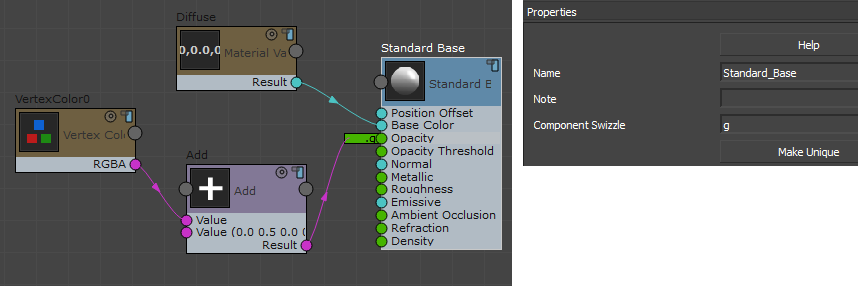 Diffuse
0,0.0,0
Material Va
Result
Standard Base
Standard B
Position Offset
Base Color
.g
Opacity
Opacity Threshold
Normal
Metallic
Roughness
Emissive
Ambient Occlusion
Refraction
Density
VertexColor0
Vertex Colo
RGBA
Add
Add
Value
Value (0.0 0.5 0.0 0
Result
Properties
Help
Name Standard_Base
Note
Component Swizzle g
Make Unique